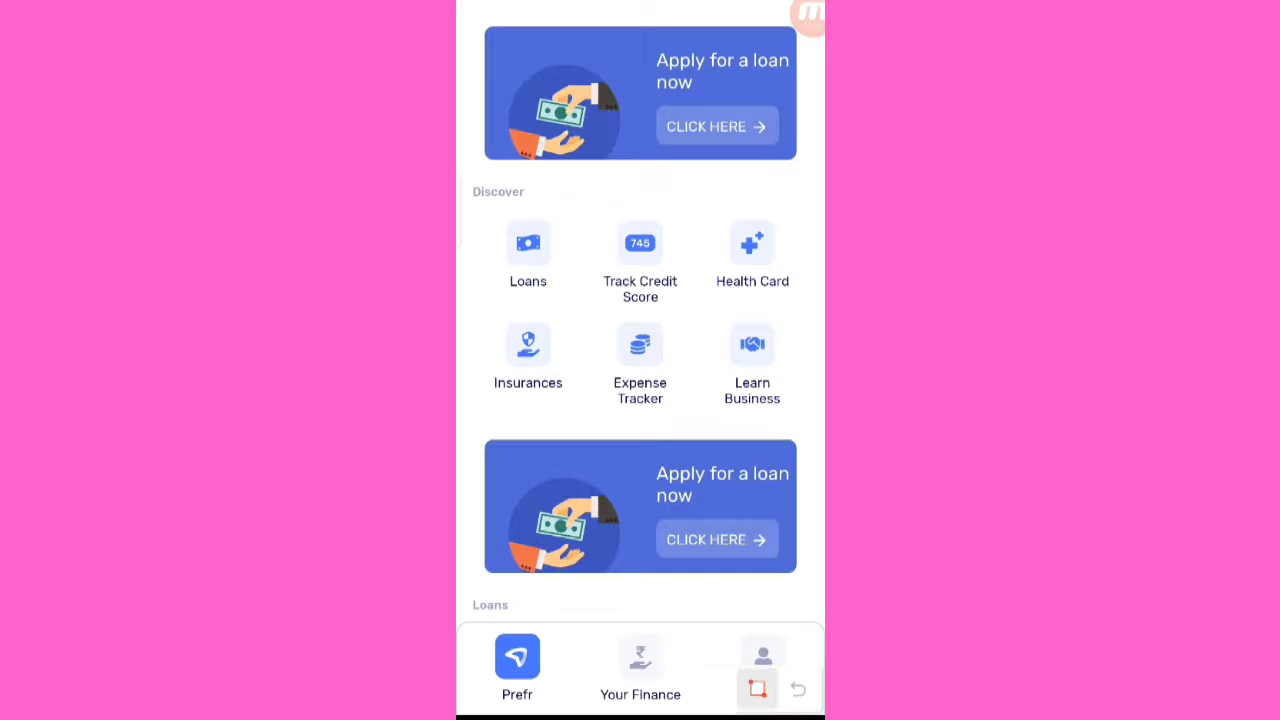 Apply for a loan
now
CLICK HERE →
Discover
Loans
745
Track Credit
Score
Health Card
Insurances
Expense
Tracker
Learn
Business
Apply for a loan
now
CLICK HERE →
Loans
Prefr
₹
Your Finance